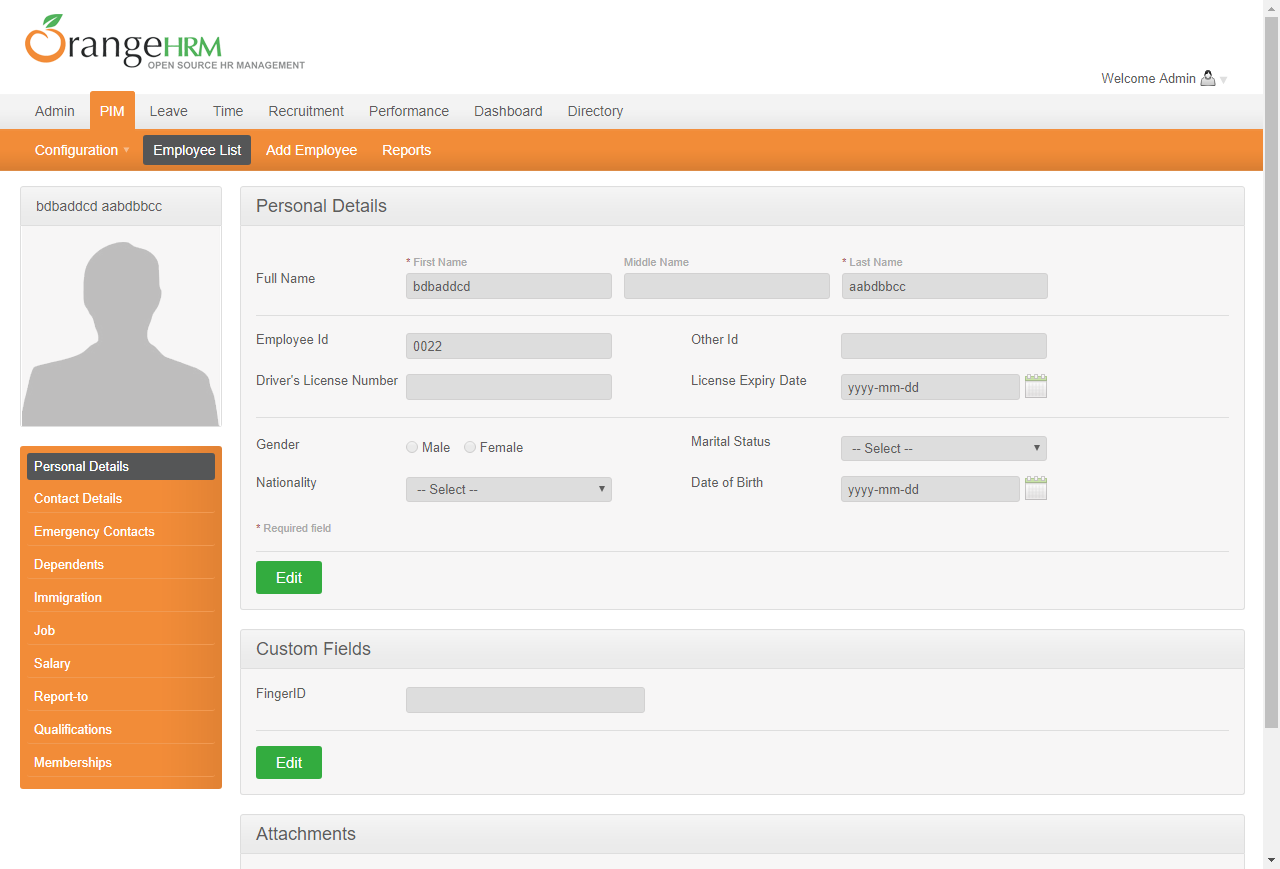 OrangeHRM
OPEN SOURCE HR MANAGEMENT
Welcome Admin
Admin PIM Leave Time Recruitment Performance Dashboard Directory
Configuration Employee List Add Employee Reports
bdbaddcd aabdbbcc
Personal Details
Contact Details
Emergency Contacts
Dependents
Immigration
Job
Salary
Report-to
Qualifications
Memberships
Personal Details
* First Name Middle Name * Last Name
Full Name bdbaddcd aabdbbcc
Employee Id 0022 Other Id
Driver's License Number License Expiry Date yyyy-mm-dd
Gender Male Female Marital Status -- Select --
Nationality -- Select -- Date of Birth yyyy-mm-dd
* Required field
Edit
Custom Fields
FingerID
Edit
Attachments